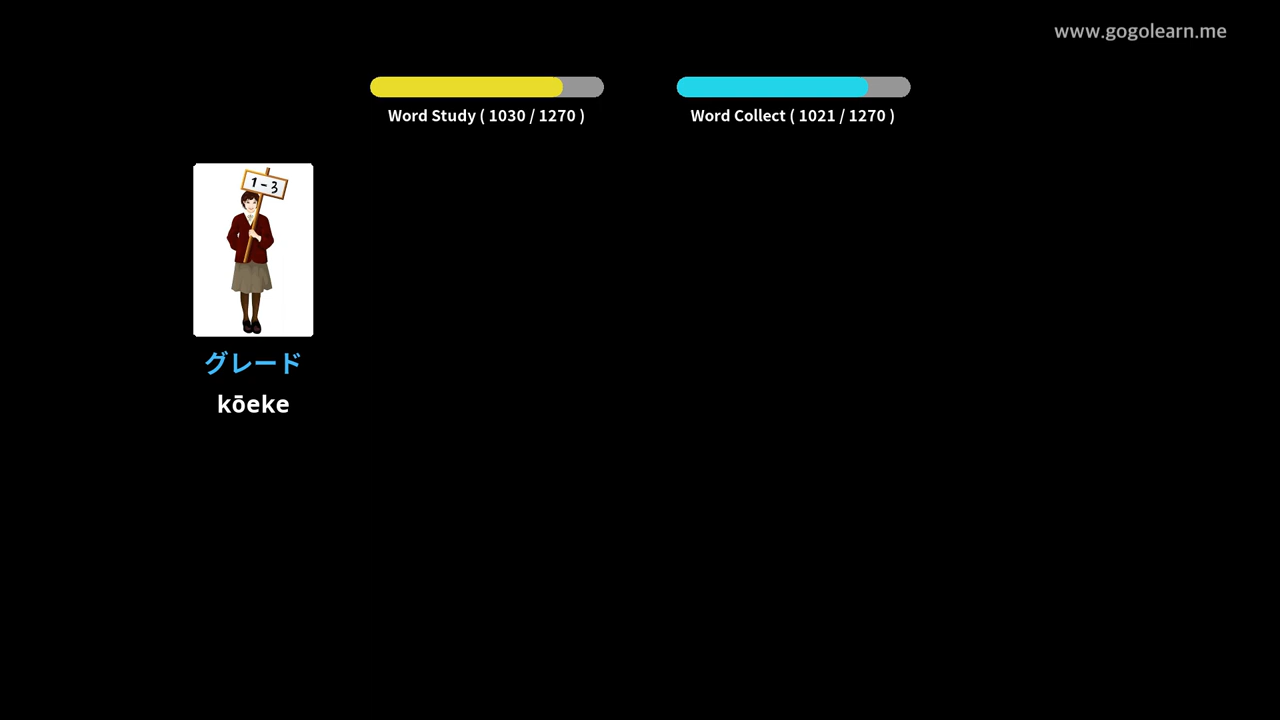 www.gogolearn.me
Word Study ( 1030 / 1270 )
Word Collect ( 1021 / 1270 )
1 - 3
グレード
kōeke